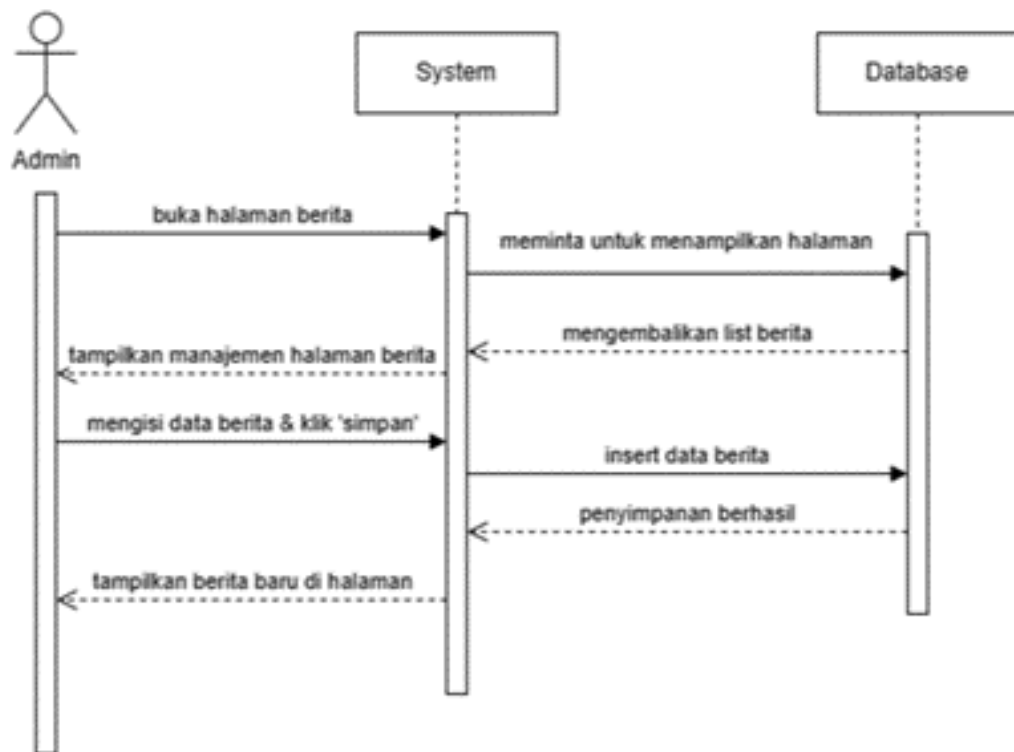 System
Database
Admin
buka halaman berita
meminta untuk menampilkan halaman
mengembalikan list berita
tampilkan manajemen halaman berita
mengisi data berita & klik 'simpan'
insert data berita
penyimpanan berhasil
tampilkan berita baru di halaman